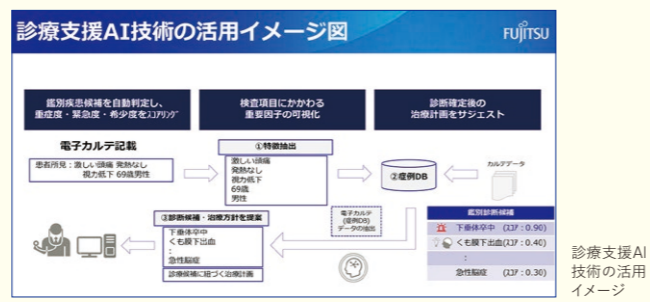 診療支援AI技術の活用イメージ図
FUJITSU
鑑別疾患候補を自動判定し、
重症度・緊急度・希少度をｽｺｱﾘﾝｸﾞ
検査項目にかかわる
重要因子の可視化
診断確定後の
治療計画をサジェスト
電子カルテ記載
患者所見：激しい頭痛 発熱なし
視力低下 69歳男性
①特徴抽出
激しい頭痛
発熱なし
視力低下
69歳
男性
②症例DB
カルテデータ
③診断候補・治療方針を提案
下垂体卒中
くも膜下出血
：
急性脳症
診療候補に基づく治療計画
電子カルテ
(症例DB)
データの抽出
鑑別診断候補
下垂体卒中 (ｽｺｱ：0.90)
くも膜下出血(ｽｺｱ：0.40)
：
急性脳症 (ｽｺｱ：0.30)
診療支援AI
技術の活用
イメージ